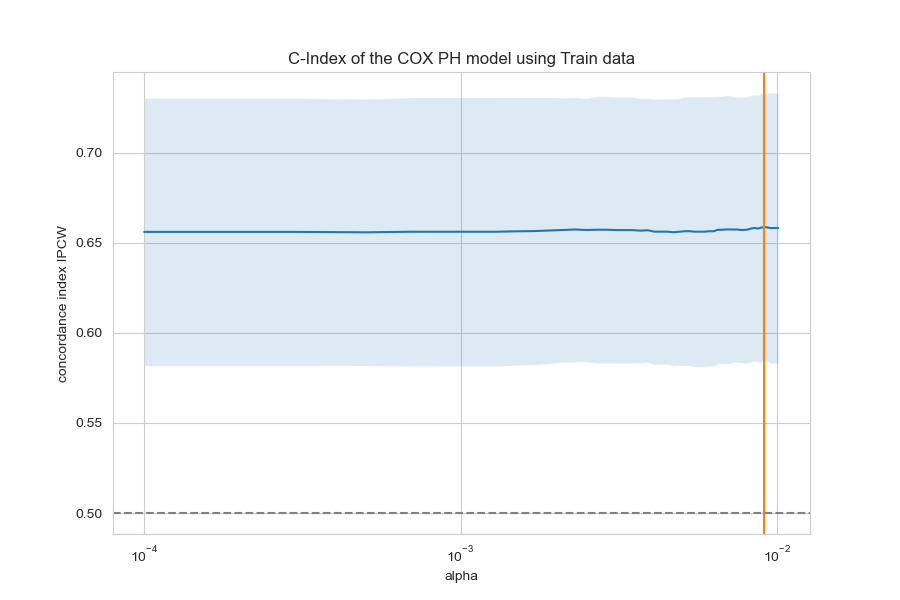 C-Index of the COX PH model using Train data
concordance index IPCW
0.70
0.65
0.60
0.55
0.50
10⁻⁴
10⁻³
10⁻²
alpha